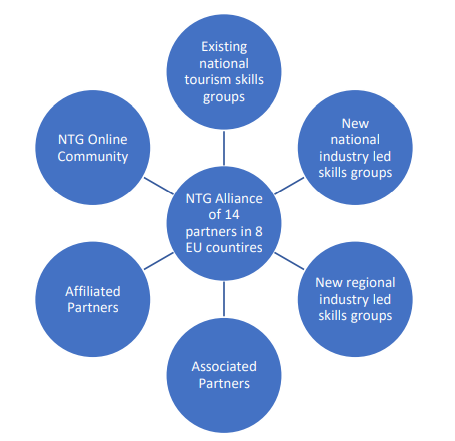 Existing
national
tourism skills
groups
NTG Online
Community
New
national
industry led
skills groups
NTG Alliance
of 14
partners in 8
EU countires
Affiliated
Partners
New regional
industry led
skills groups
Associated
Partners